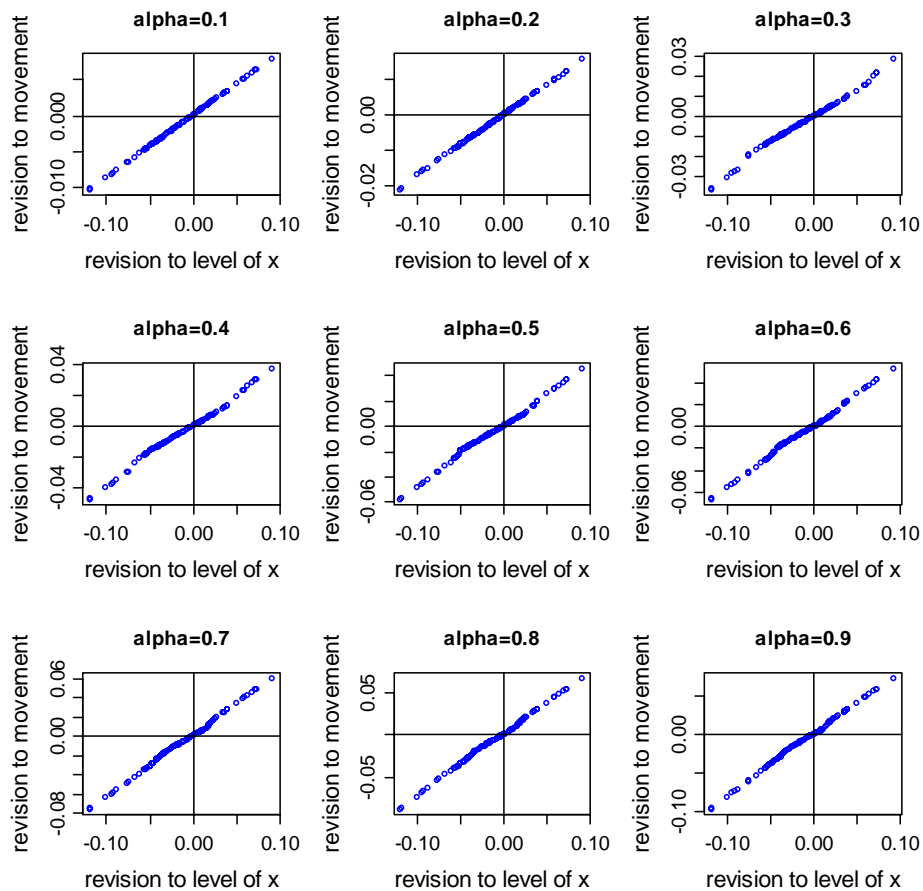 alpha=0.1 alpha=0.2 alpha=0.3
revision to movement revision to movement revision to movement
0.000 0.00 0.03
-0.010 -0.02 0.00
-0.03
-0.10 0.00 0.10 -0.10 0.00 0.10 -0.10 0.00 0.10
revision to level of x revision to level of x revision to level of x
alpha=0.4 alpha=0.5 alpha=0.6
revision to movement revision to movement revision to movement
0.04 0.00 0.00
0.00 -0.06 -0.06
-0.04
-0.10 0.00 0.10 -0.10 0.00 0.10 -0.10 0.00 0.10
revision to level of x revision to level of x revision to level of x
alpha=0.7 alpha=0.8 alpha=0.9
revision to movement revision to movement revision to movement
0.06 0.05 0.00
0.00 -0.05 -0.10
-0.08
-0.10 0.00 0.10 -0.10 0.00 0.10 -0.10 0.00 0.10
revision to level of x revision to level of x revision to level of x